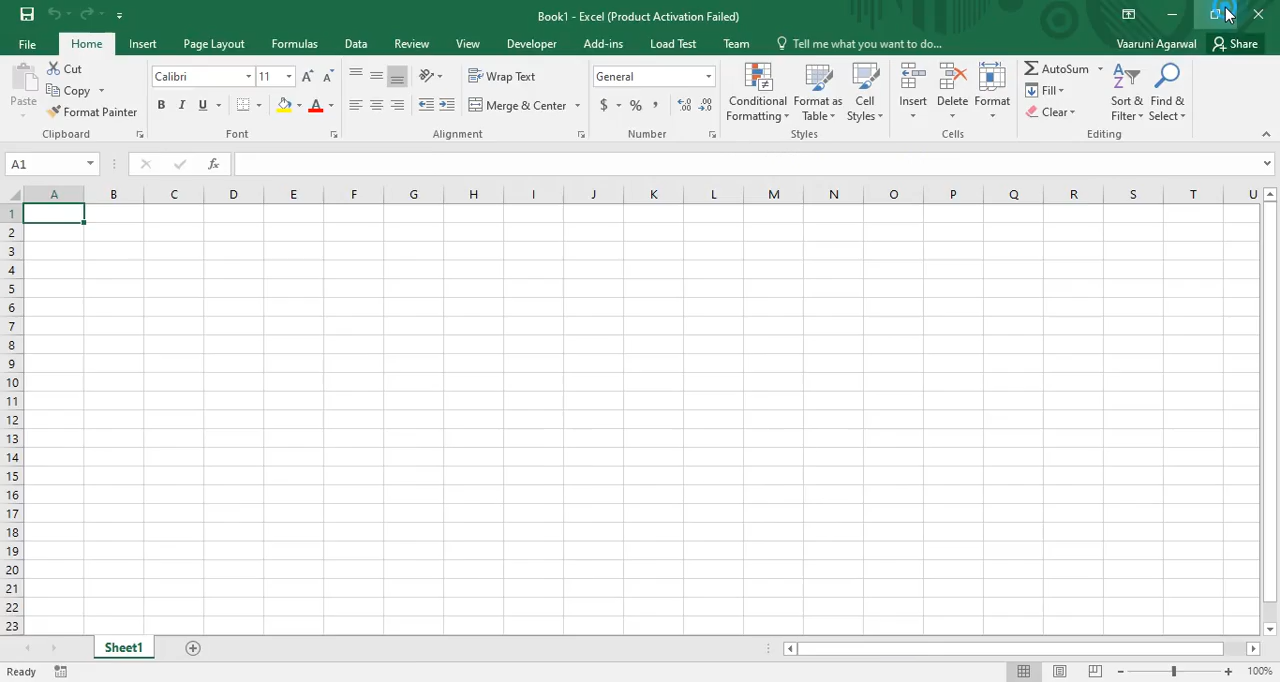 Book1 - Excel (Product Activation Failed)
File Home Insert Page Layout Formulas Data Review View Developer Add-ins Load Test Team Tell me what you want to do... Vaaruni Agarwal Share
Paste
Cut
Copy
Format Painter
Clipboard
Calibri 11
B I U
Font
Wrap Text
Merge & Center
Alignment
General
$ % ,
Number
Conditional
Formatting
Format as
Table
Cell
Styles
Styles
Insert
Delete
Format
Cells
AutoSum
Fill
Clear
Sort &
Filter
Find &
Select
Editing
A1 fx
A B C D E F G H I J K L M N O P Q R S T U
1
2
3
4
5
6
7
8
9
10
11
12
13
14
15
16
17
18
19
20
21
22
23
Sheet1
Ready 100%